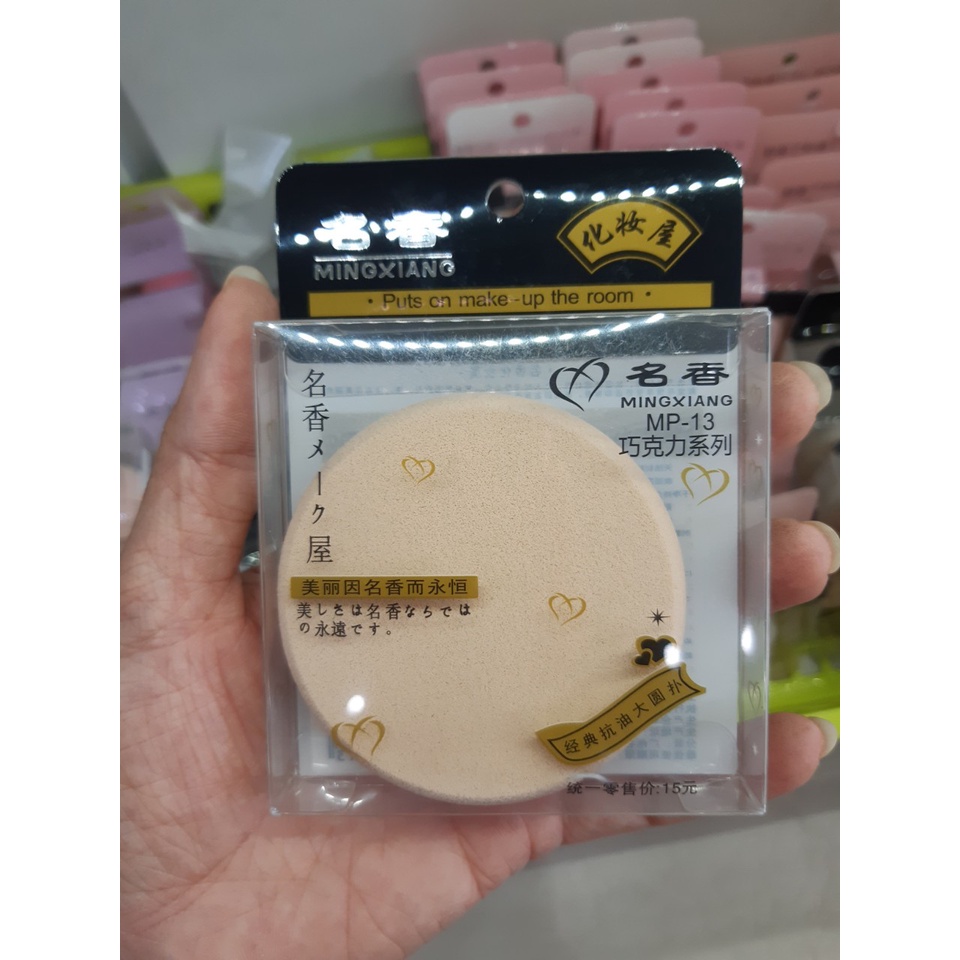 名香
MINGXIANG
化妆屋
· Puts on make-up the room ·
名香メーク屋
名香
MINGXIANG
MP-13
巧克力系列
美丽因名香而永恒
美しさは名香ならでは
の永遠です。
经典抗油大圆扑
统一零售价:15元